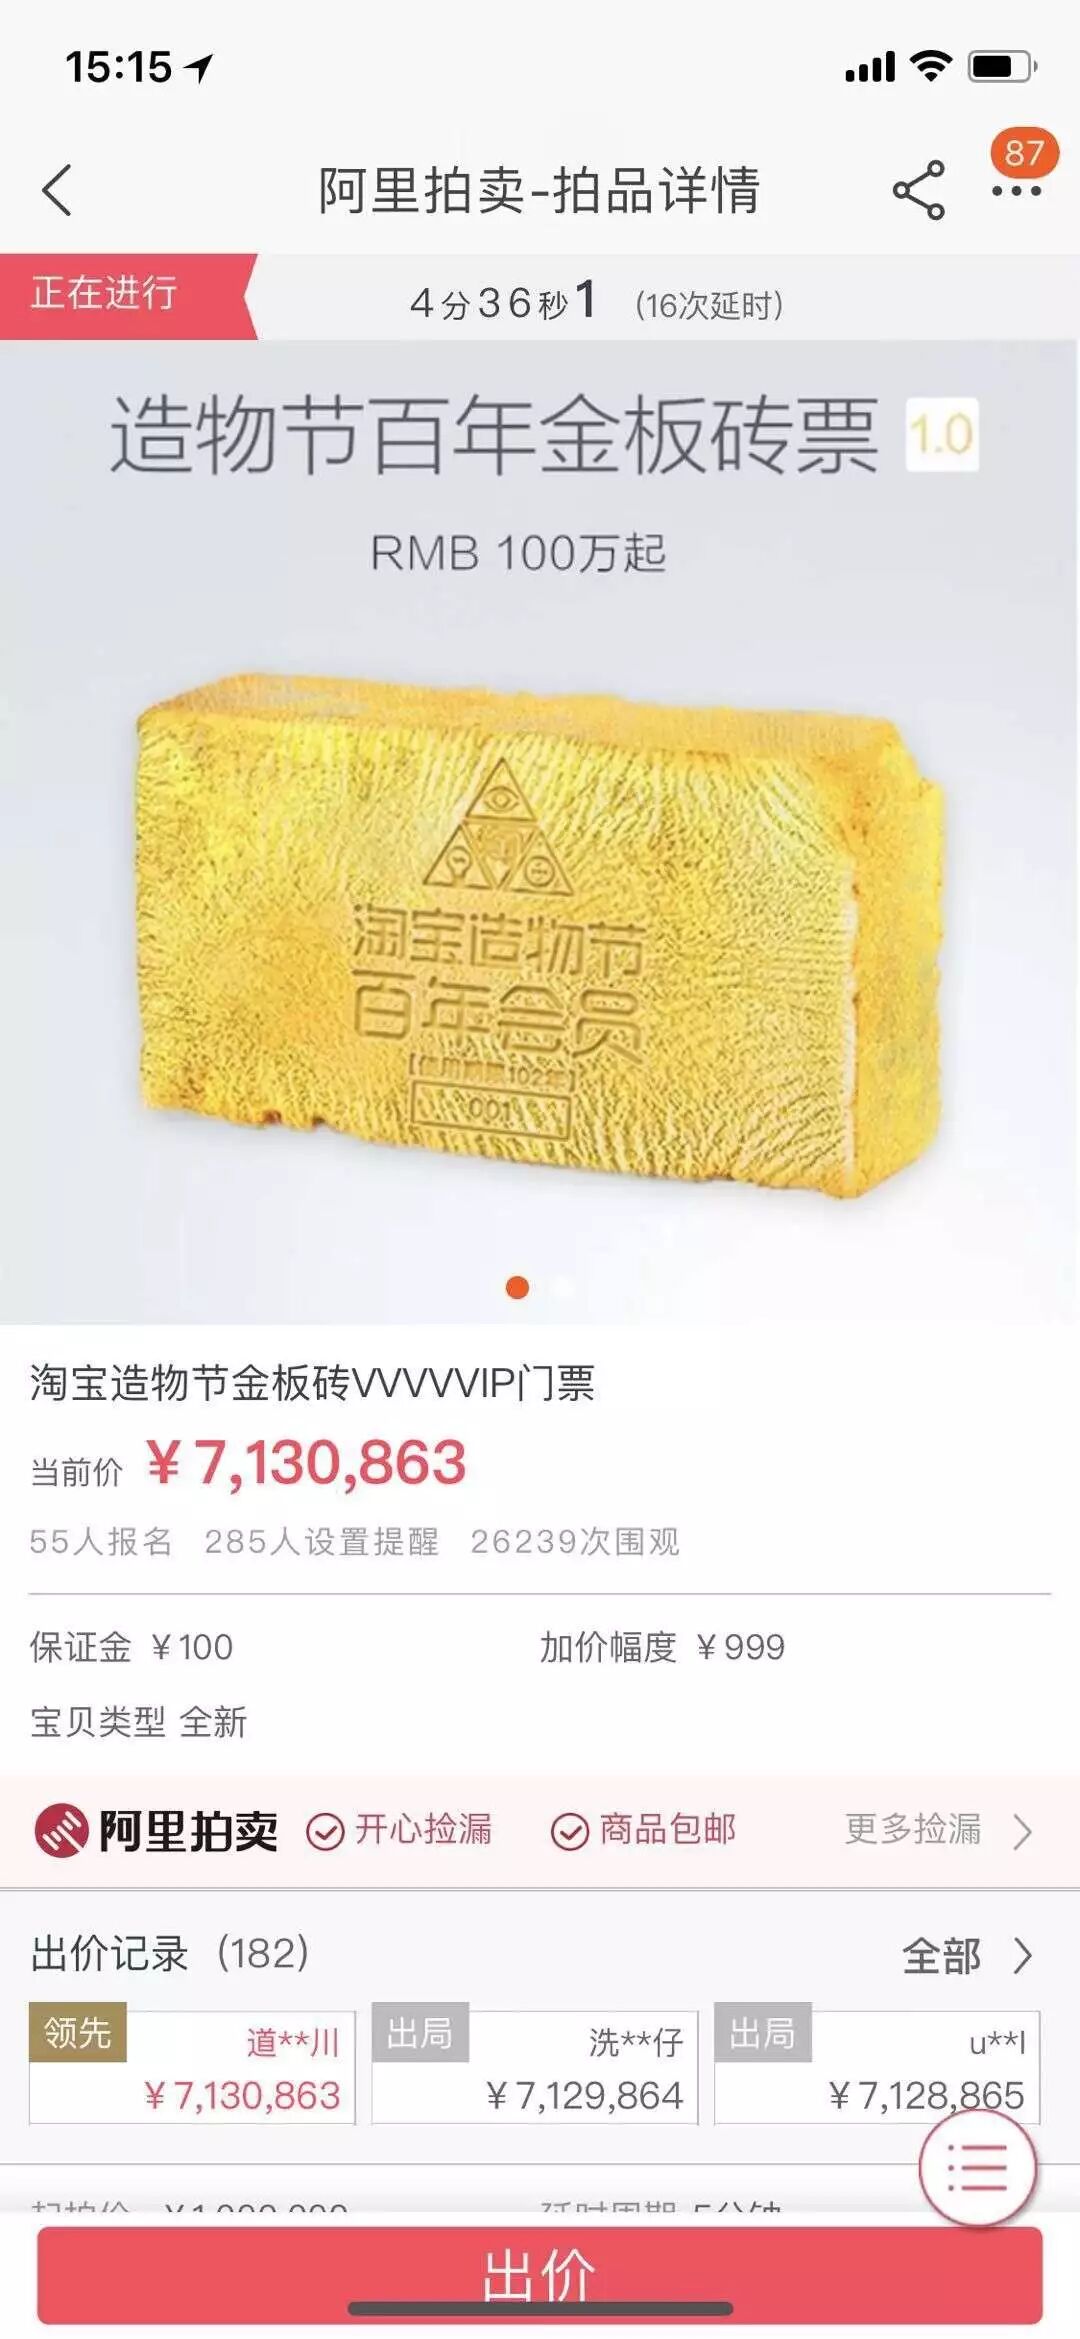 15:15
87
阿里拍卖-拍品详情
正在进行
4分36秒1 (16次延时)
造物节百年金板砖票 1.0
RMB 100万起
淘宝造物节
百年会员
001
淘宝造物节金板砖VVVVVIP门票
当前价 ¥7,130,863
55人报名 285人设置提醒 26239次围观
保证金 ¥100 加价幅度 ¥999
宝贝类型 全新
阿里拍卖 开心捡漏 商品包邮 更多捡漏
出价记录 (182) 全部
领先 道**川 出局 洗**仔 出局 u**l
¥7,130,863 ¥7,129,864 ¥7,128,865
出价